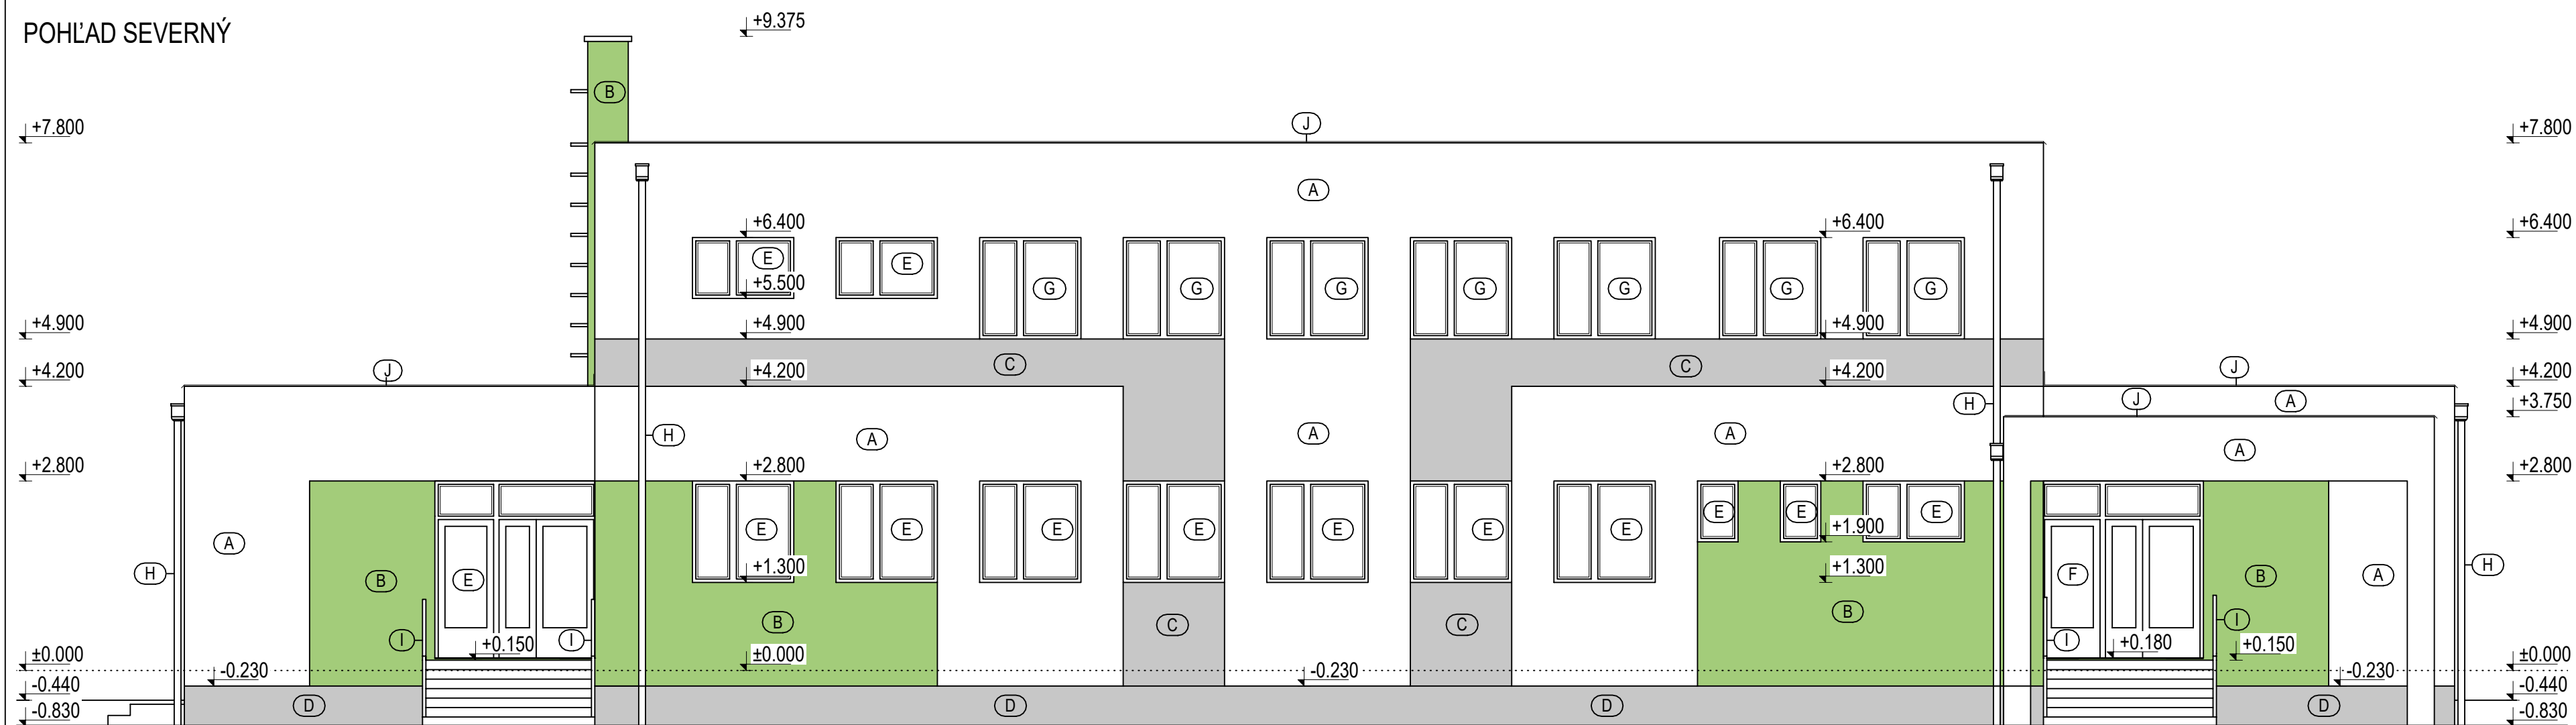 +9.375
POHĽAD SEVERNÝ
B
+7.800
J
+7.800
A
+6.400
+6.400
+6.400
E
E
+5.500
G
G
G
G
G
G
G
+4.900
+4.900
+4.900
+4.900
C
C
+4.200
J
+4.200
+4.200
J
+4.200
H
J
A
+3.750
H
A
A
A
A
+2.800
+2.800
+2.800
+2.800
E
E
E
E
E
E
E
E
E
E
+1.900
A
H
B
E
+1.300
+1.300
F
B
A
H
B
C
C
B
I
I
I
I
+0.150
+0.180
+0.150
±0.000
±0.000
±0.000
-0.230
-0.230
-0.230
-0.440
-0.440
D
D
D
D
-0.830
-0.830